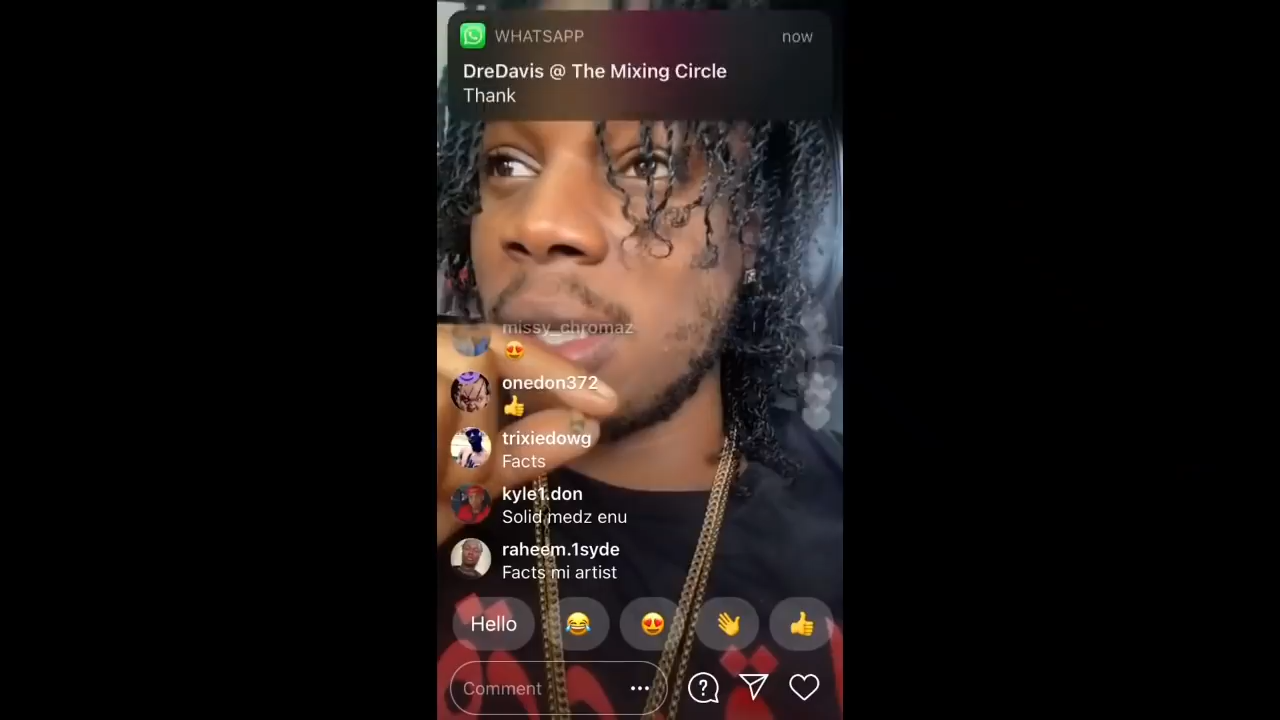 WHATSAPP now
DreDavis @ The Mixing Circle
Thank
missy_chromaz
😍
onedon372
👍
trixiedowg
Facts
kyle1.don
Solid medz enu
raheem.1syde
Facts mi artist
Hello 😂 😍 👋 👍
Comment